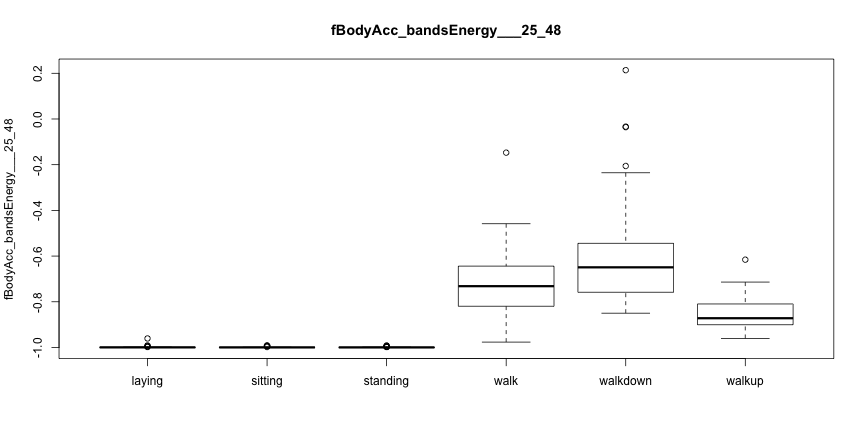 fBodyAcc_bandsEnergy___25_48
fBodyAcc_bandsEnergy___25_48
0.2
0.0
-0.2
-0.4
-0.6
-0.8
-1.0
laying sitting standing walk walkdown walkup